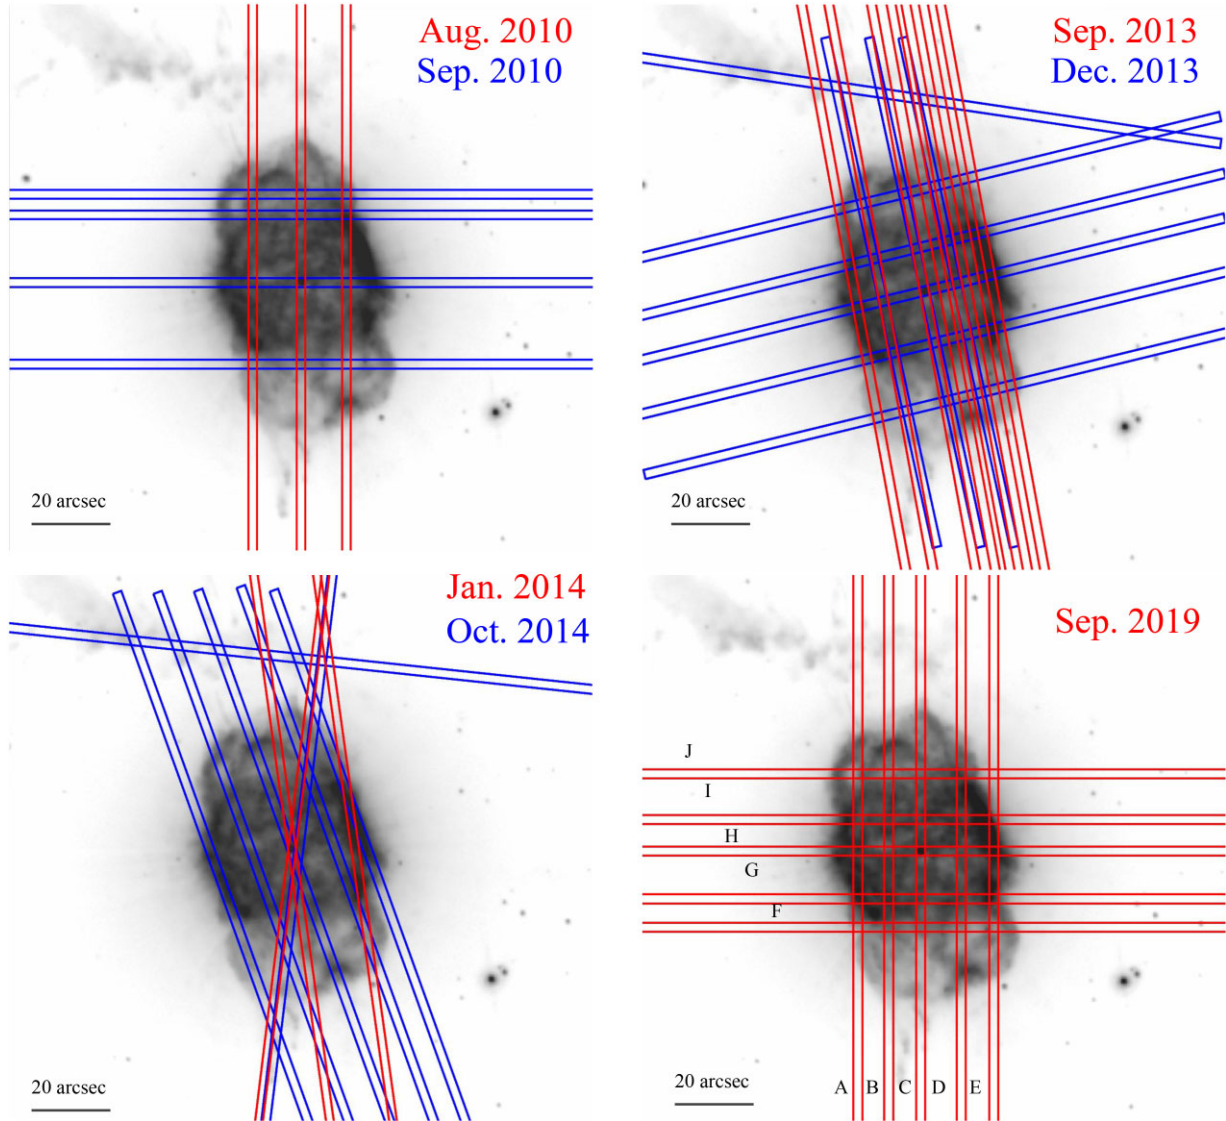 Aug. 2010
Sep. 2010
20 arcsec
Sep. 2013
Dec. 2013
20 arcsec
Jan. 2014
Oct. 2014
20 arcsec
Sep. 2019
J
I
H
G
F
A B C D E
20 arcsec